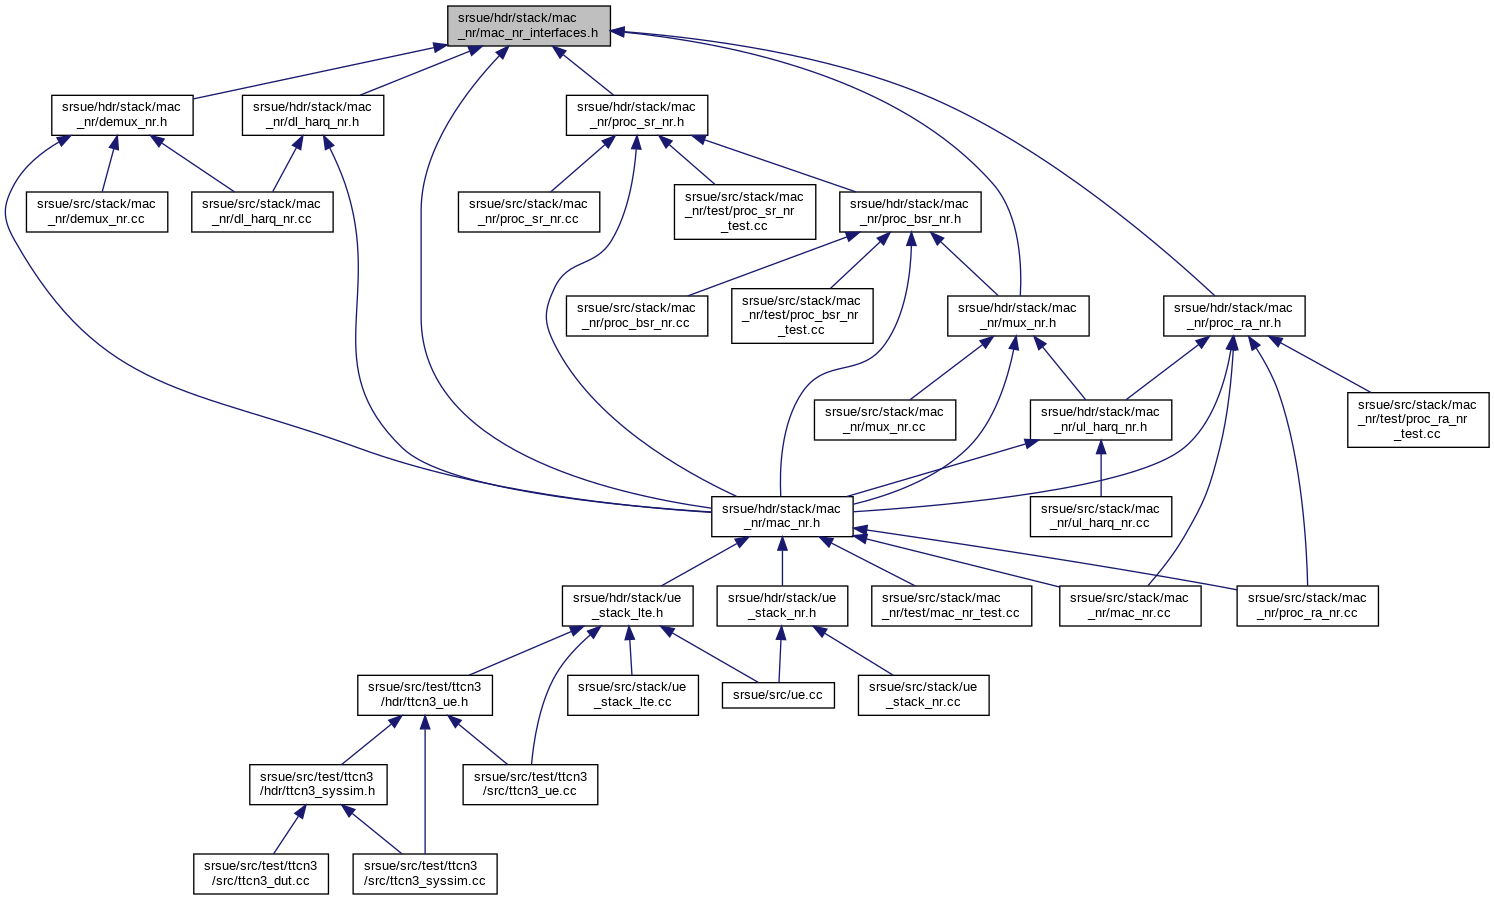 srsue/hdr/stack/mac
_nr/mac_nr_interfaces.h
srsue/hdr/stack/mac
_nr/demux_nr.h
srsue/hdr/stack/mac
_nr/dl_harq_nr.h
srsue/hdr/stack/mac
_nr/proc_sr_nr.h
srsue/src/stack/mac
_nr/demux_nr.cc
srsue/src/stack/mac
_nr/dl_harq_nr.cc
srsue/src/stack/mac
_nr/proc_sr_nr.cc
srsue/src/stack/mac
_nr/test/proc_sr_nr
_test.cc
srsue/hdr/stack/mac
_nr/proc_bsr_nr.h
srsue/src/stack/mac
_nr/proc_bsr_nr.cc
srsue/src/stack/mac
_nr/test/proc_bsr_nr
_test.cc
srsue/hdr/stack/mac
_nr/mux_nr.h
srsue/hdr/stack/mac
_nr/proc_ra_nr.h
srsue/src/stack/mac
_nr/mux_nr.cc
srsue/hdr/stack/mac
_nr/ul_harq_nr.h
srsue/src/stack/mac
_nr/test/proc_ra_nr
_test.cc
srsue/hdr/stack/mac
_nr/mac_nr.h
srsue/src/stack/mac
_nr/ul_harq_nr.cc
srsue/hdr/stack/ue
_stack_lte.h
srsue/hdr/stack/ue
_stack_nr.h
srsue/src/stack/mac
_nr/test/mac_nr_test.cc
srsue/src/stack/mac
_nr/mac_nr.cc
srsue/src/stack/mac
_nr/proc_ra_nr.cc
srsue/src/test/ttcn3
/hdr/ttcn3_ue.h
srsue/src/stack/ue
_stack_lte.cc
srsue/src/ue.cc
srsue/src/stack/ue
_stack_nr.cc
srsue/src/test/ttcn3
/hdr/ttcn3_syssim.h
srsue/src/test/ttcn3
/src/ttcn3_ue.cc
srsue/src/test/ttcn3
/src/ttcn3_dut.cc
srsue/src/test/ttcn3
/src/ttcn3_syssim.cc